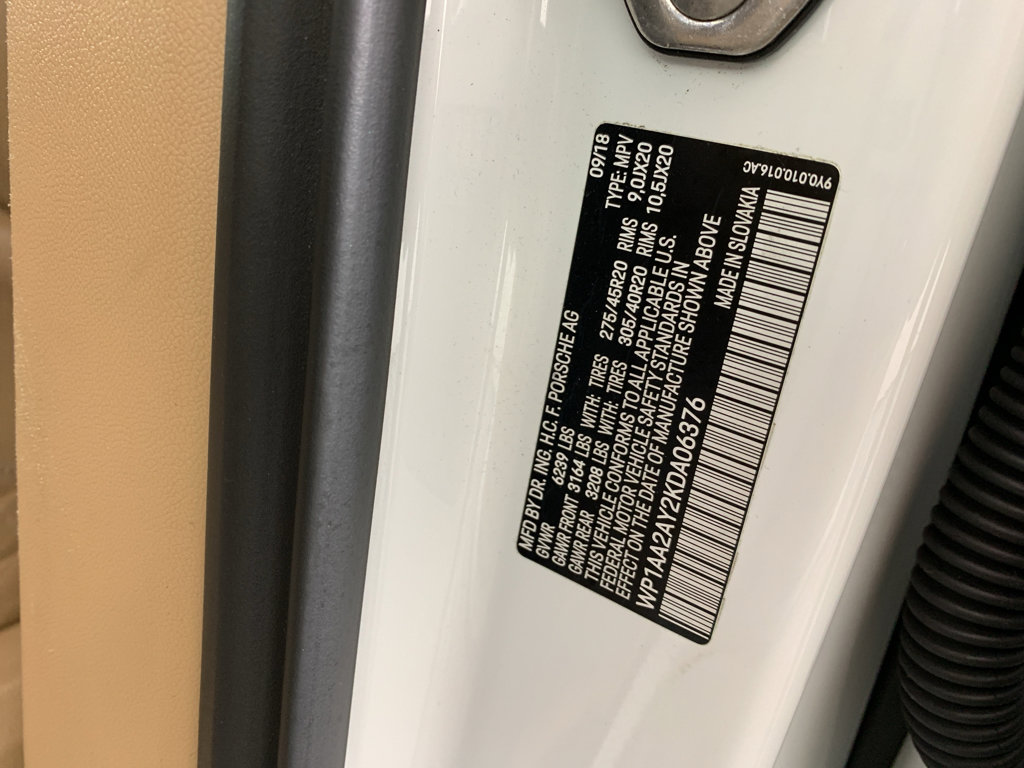 MFD BY DR. ING. H.C. F. PORSCHE AG 09/18
GVWR 6239 LBS TYPE: MPV
GAWR FRONT 3164 LBS WITH: TIRES 275/45R20 RIMS 9,0JX20
GAWR REAR 3208 LBS WITH: TIRES 305/40R20 RIMS 10,5JX20
THIS VEHICLE CONFORMS TO ALL APPLICABLE U.S.
FEDERAL MOTOR VEHICLE SAFETY STANDARDS IN
EFFECT ON THE DATE OF MANUFACTURE SHOWN ABOVE
WP1AA2AY2KDA06376 MADE IN SLOVAKIA
9Y0.010.016.AC